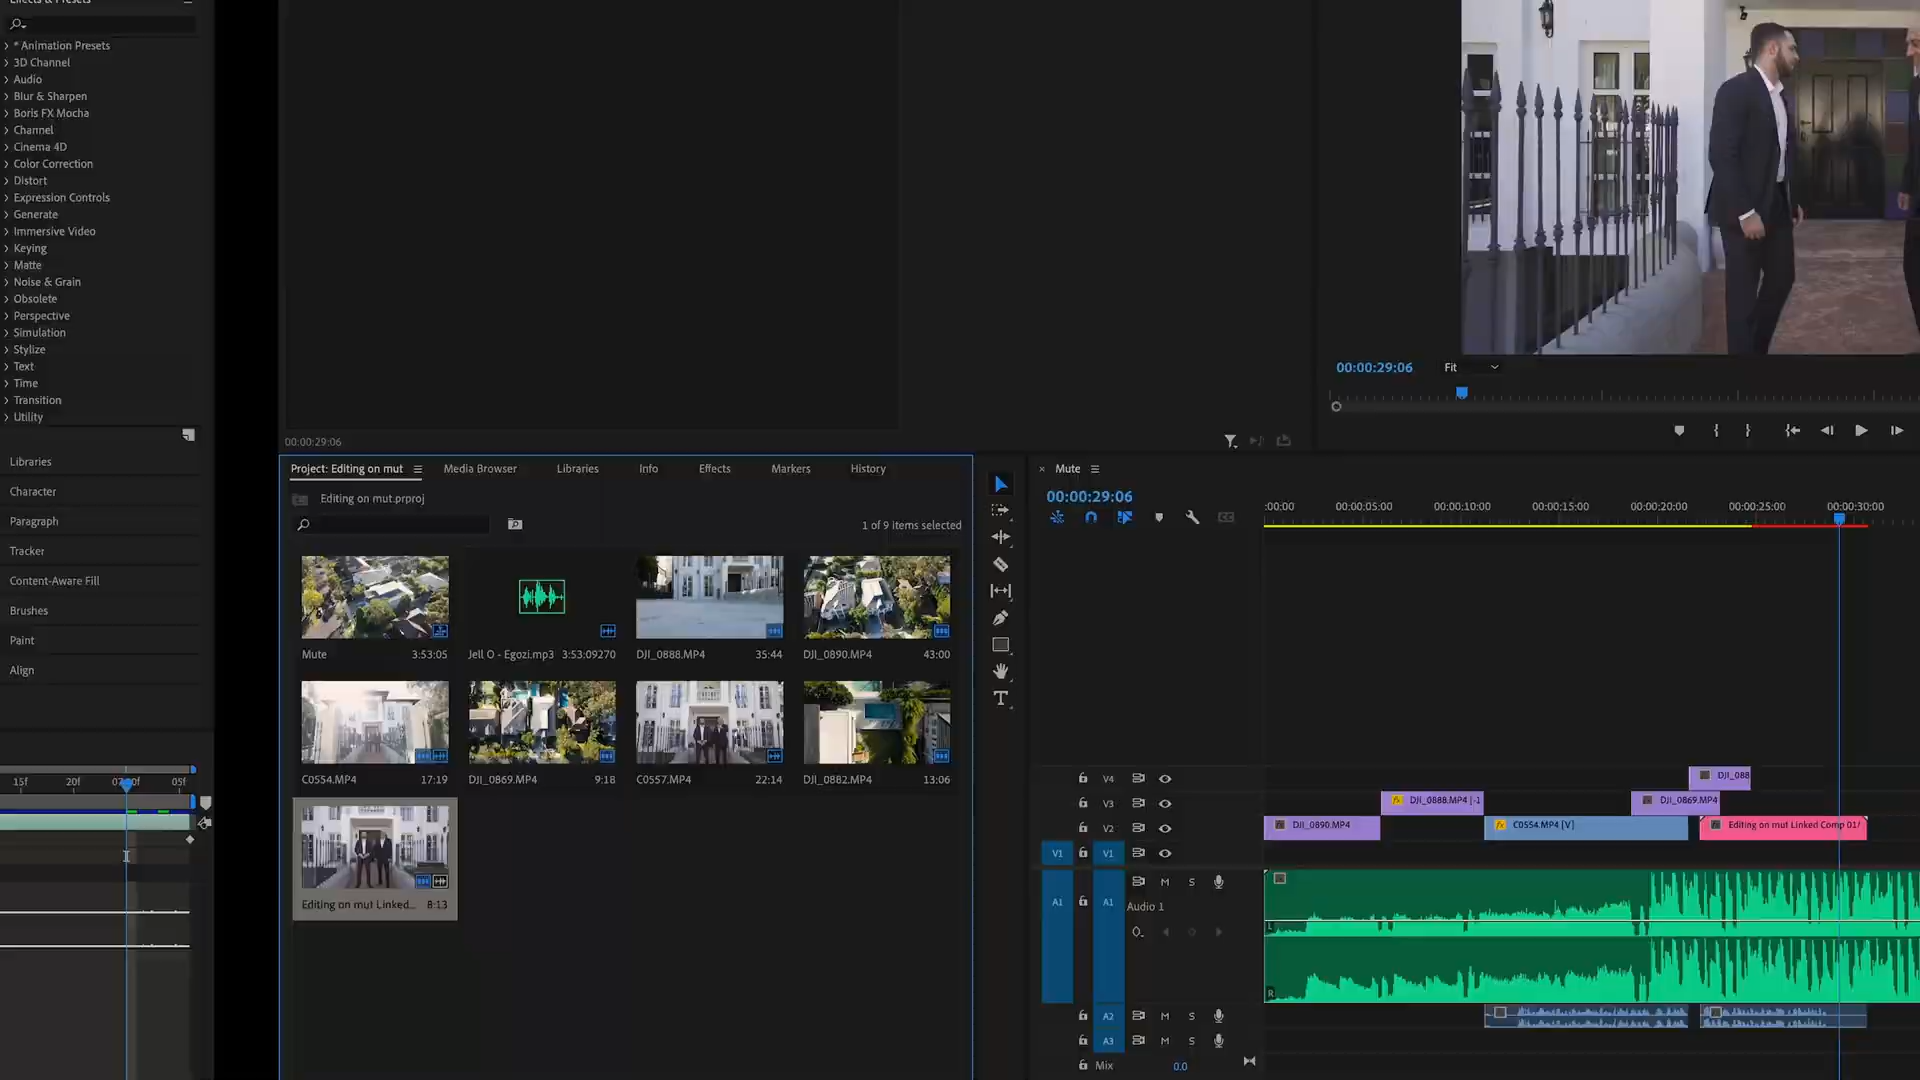 Effects & Presets
* Animation Presets
3D Channel
Audio
Blur & Sharpen
Boris FX Mocha
Channel
Cinema 4D
Color Correction
Distort
Expression Controls
Generate
Immersive Video
Keying
Matte
Noise & Grain
Obsolete
Perspective
Simulation
Stylize
Text
Time
Transition
Utility
Libraries
Character
Paragraph
Tracker
Content-Aware Fill
Brushes
Paint
Align
15f 20f 05f
00:00:29:06
Project: Editing on mut Media Browser Libraries Info Effects Markers History
Editing on mut.prproj
1 of 9 items selected
Mute 3:53:05
Jell O - Egozi.mp3 3:53:09270
DJI_0888.MP4 35:44
DJI_0890.MP4 43:00
C0554.MP4 17:19
DJI_0869.MP4 9:18
C0557.MP4 22:14
DJI_0882.MP4 13:06
Editing on mut Linked... 8:13
00:00:29:06 Fit
Mute
00:00:29:06
:00:00 00:00:05:00 00:00:10:00 00:00:15:00 00:00:20:00 00:00:25:00 00:00:30:00
V4 DJI_088
V3 DJI_0888.MP4 [-1 DJI_0869.MP4
V2 DJI_0890.MP4 C0554.MP4 [V] Editing on mut Linked Comp 01/
V1 V1
A1 A1 M S
Audio 1
L
R
A2 M S
A3 M S
Mix 0.0